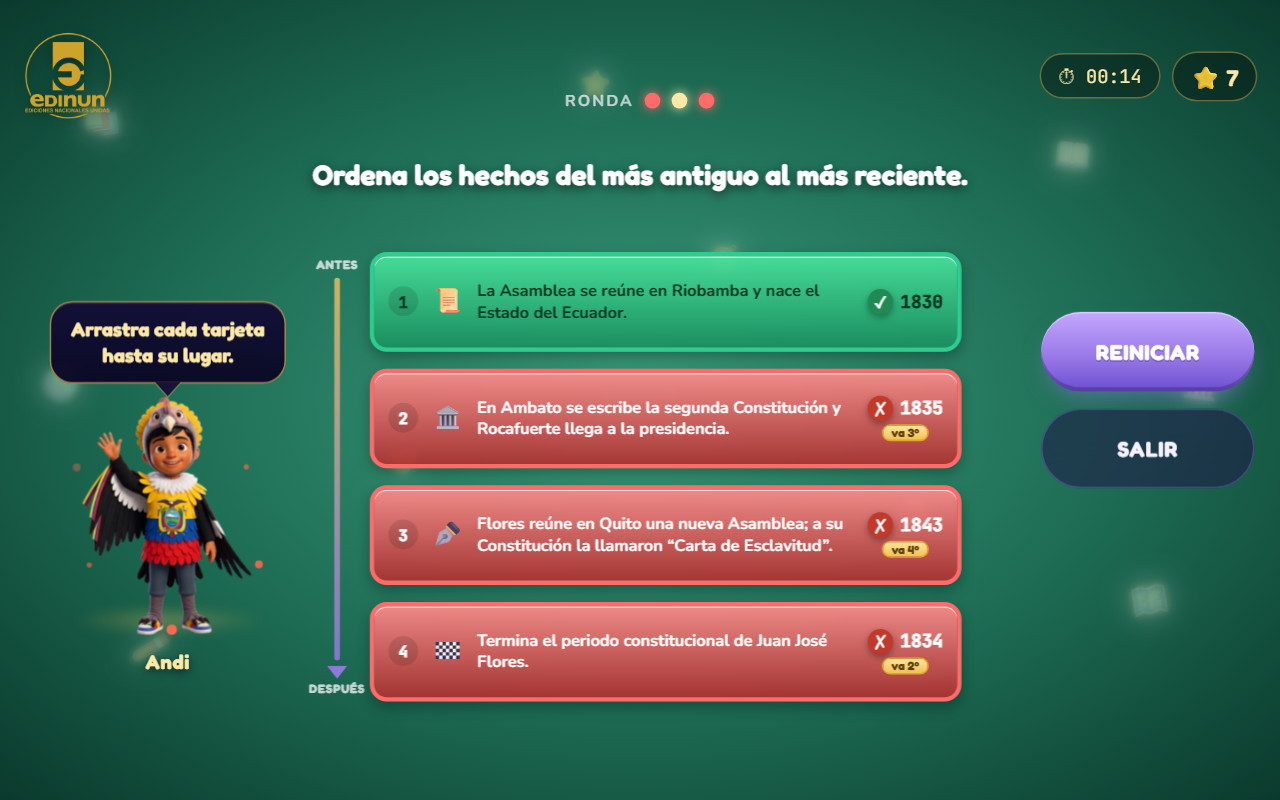 EDINUN
EDICIONES NACIONALES UNIDAS
RONDA
00:14
7
Ordena los hechos del más antiguo al más reciente.
ANTES
1
La Asamblea se reúne en Riobamba y nace el
Estado del Ecuador.
✓ 1830
Arrastra cada tarjeta
hasta su lugar.
2
En Ambato se escribe la segunda Constitución y
Rocafuerte llega a la presidencia.
✗ 1835
va 3º
REINICIAR
SALIR
3
Flores reúne en Quito una nueva Asamblea; a su
Constitución la llamaron “Carta de Esclavitud”.
✗ 1843
va 4º
4
Termina el periodo constitucional de Juan José
Flores.
✗ 1834
va 2º
Andi
DESPUÉS